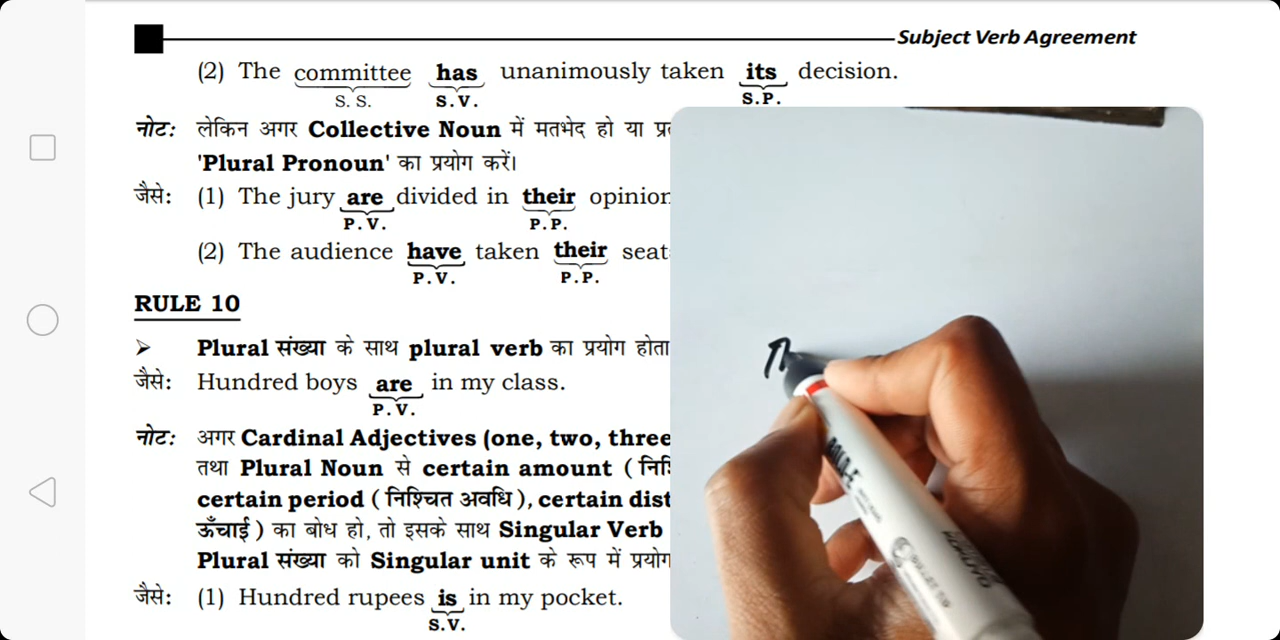 Subject Verb Agreement
(2) The committee has unanimously taken its decision.
S. S. S.V. S.P.
नोट: लेकिन अगर Collective Noun में मतभेद हो या
'Plural Pronoun' का प्रयोग करें।
जैसे: (1) The jury are divided in their opinion
P.V. P.P.
(2) The audience have taken their seat
P.V. P.P.
RULE 10
➤ Plural संख्या के साथ plural verb का प्रयोग होता
जैसे: Hundred boys are in my class.
P.V.
नोट: अगर Cardinal Adjectives (one, two, three
तथा Plural Noun से certain amount (
certain period (निश्चित अवधि), certain dist
ऊँचाई) का बोध हो, तो इसके साथ Singular Verb
Plural संख्या को Singular unit के रूप में प्रयोग
जैसे: (1) Hundred rupees is in my pocket.
S.V.
KOKUYO